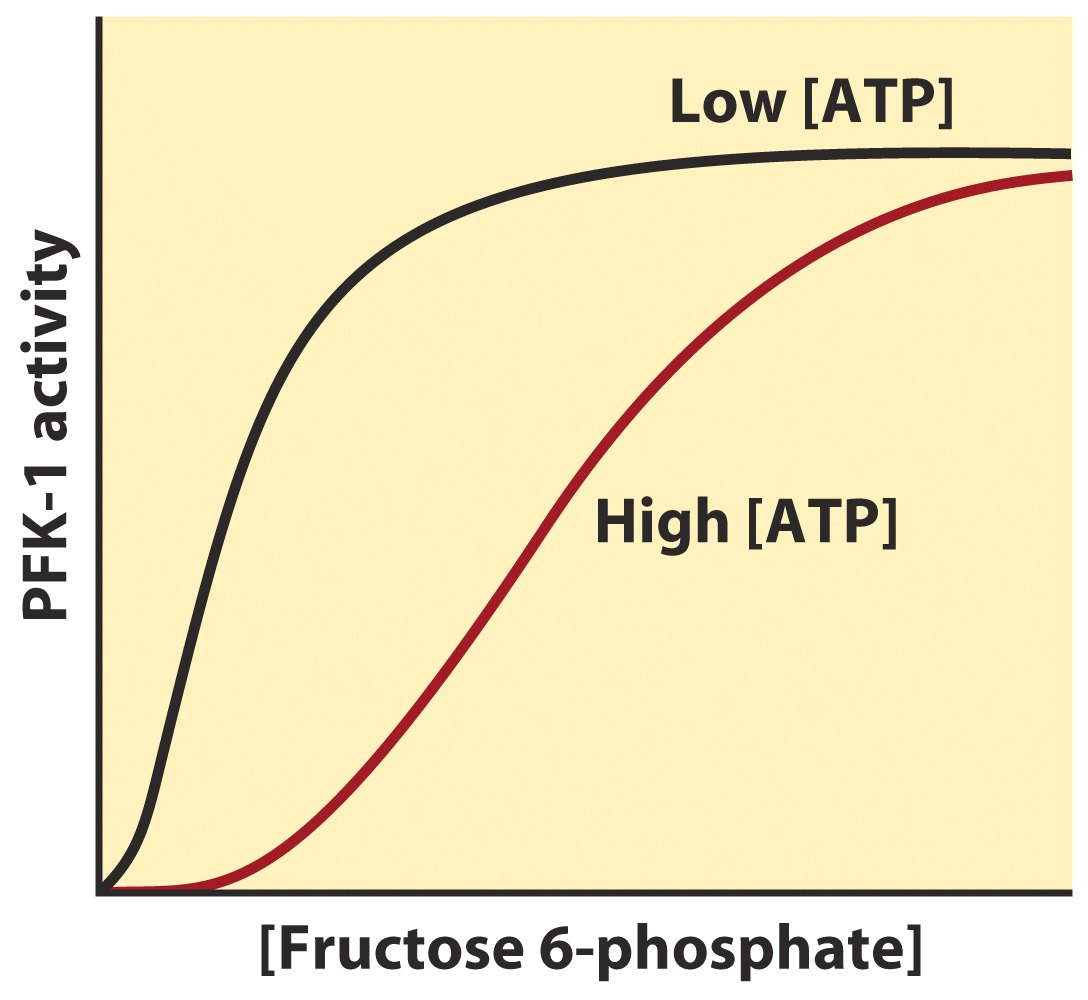 Low [ATP]
High [ATP]
PFK-1 activity
[Fructose 6-phosphate]